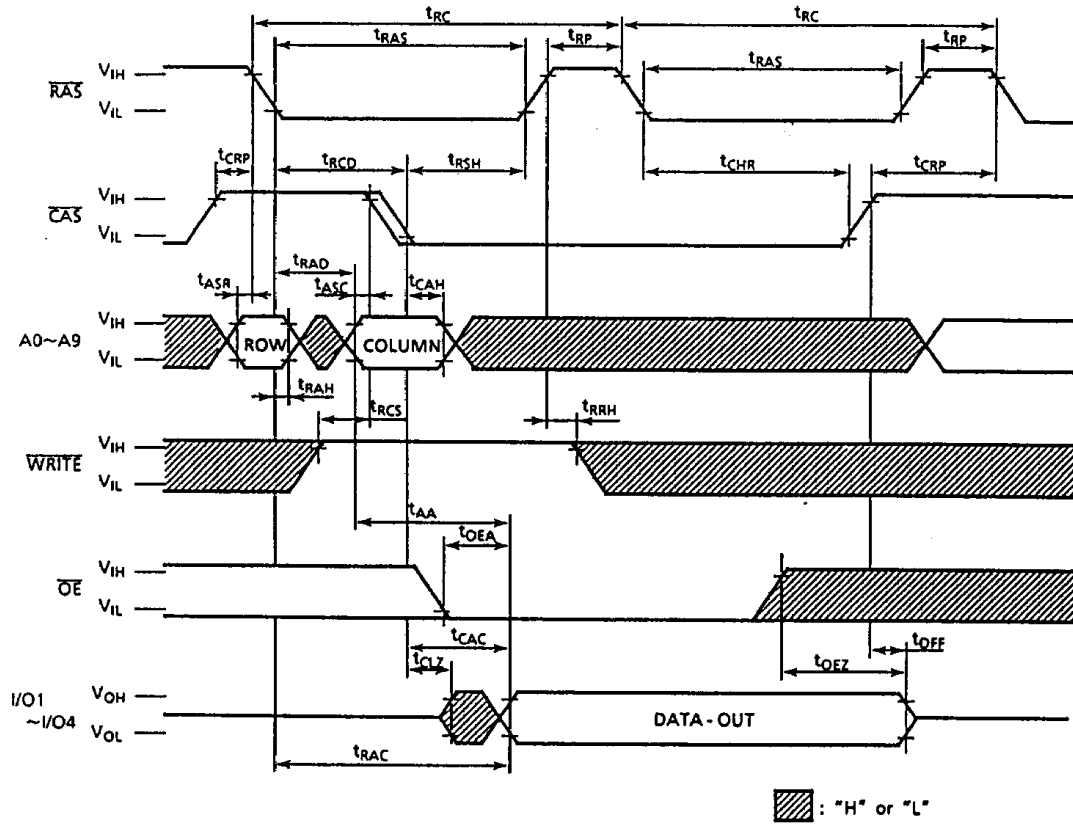 tRC tRC
tRAS tRP tRAS tRP
RAS VIH
VIL
tCRP tRCD tRSH tCHR tCRP
CAS VIH
VIL
tASR tRAD tASC tCAH
A0~A9 VIH
VIL
ROW COLUMN
tRAH tRCS tRRH
WRITE VIH
VIL
tAA
tOEA
OE VIH
VIL
tCAC
tCLZ tOEZ tOFF
I/O1
~I/O4
VOH
VOL
DATA-OUT
tRAC
: "H" or "L"